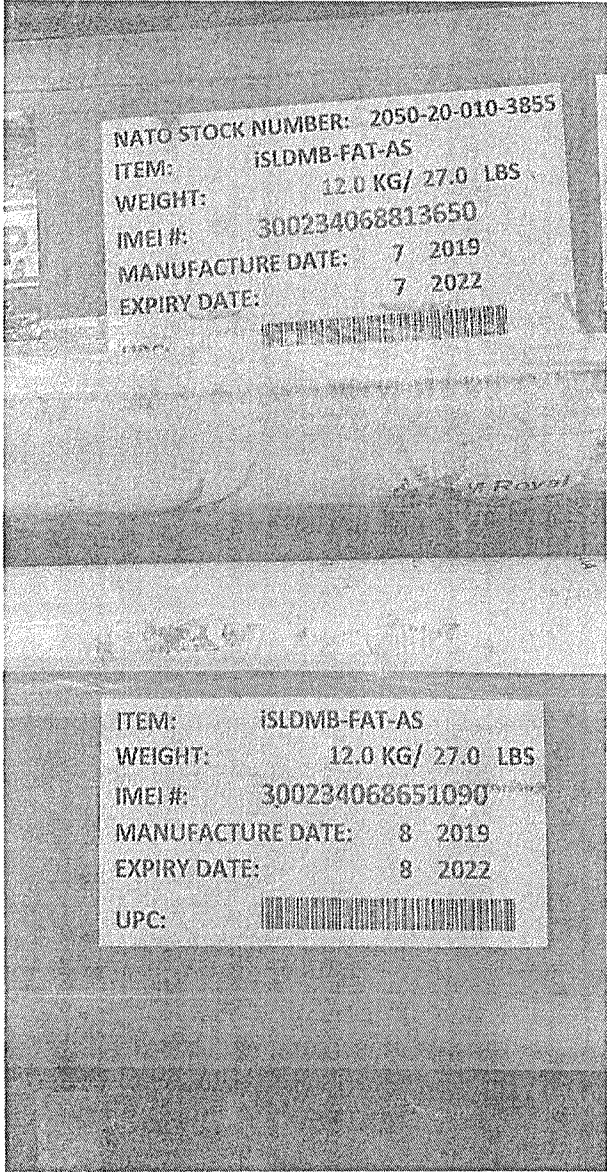 NATO STOCK NUMBER: 2050-20-010-3855
ITEM: iSLDMB-FAT-AS
WEIGHT: 12.0 KG/ 27.0 LBS
IMEI #: 300234068813650
MANUFACTURE DATE: 7 2019
EXPIRY DATE: 7 2022
UPC:
Royal
ITEM: iSLDMB-FAT-AS
WEIGHT: 12.0 KG/ 27.0 LBS
IMEI #: 300234068651090
MANUFACTURE DATE: 8 2019
EXPIRY DATE: 8 2022
UPC: